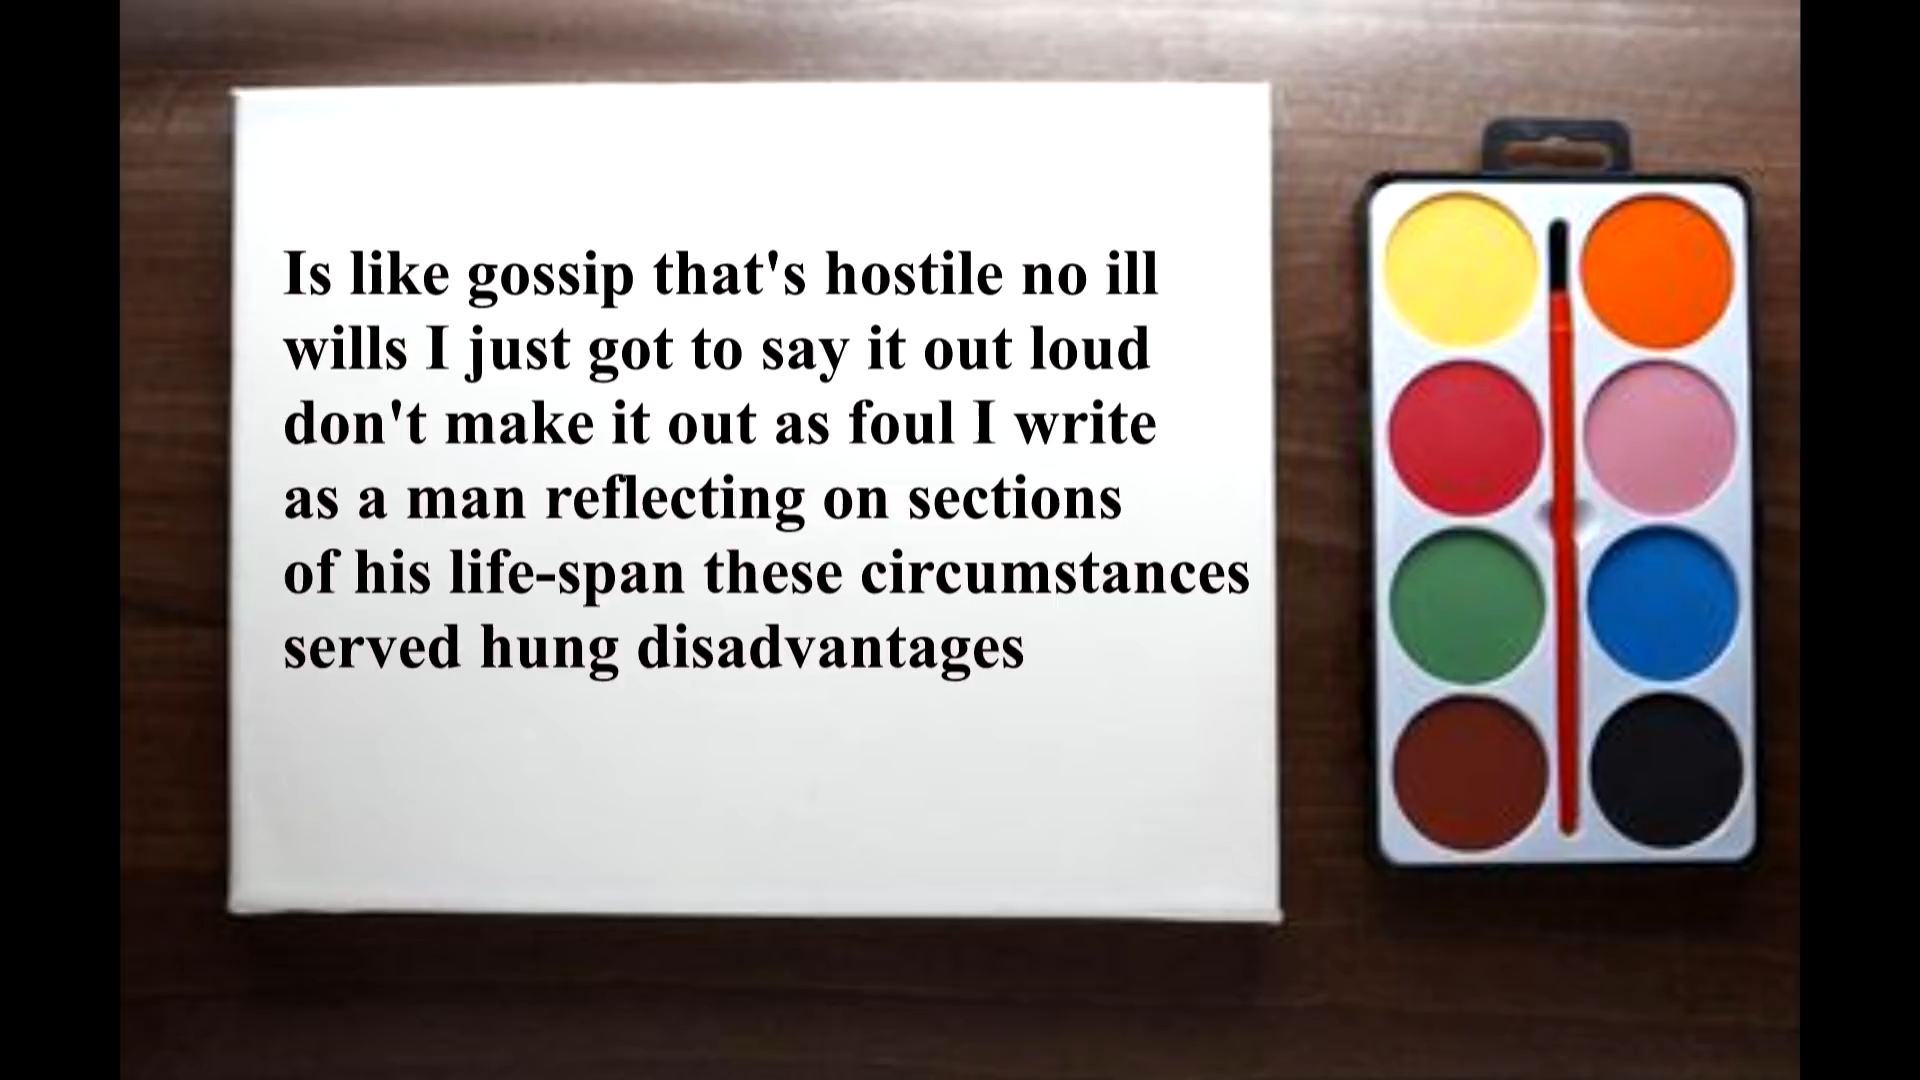 Is like gossip that's hostile no ill
wills I just got to say it out loud
don't make it out as foul I write
as a man reflecting on sections
of his life-span these circumstances
served hung disadvantages